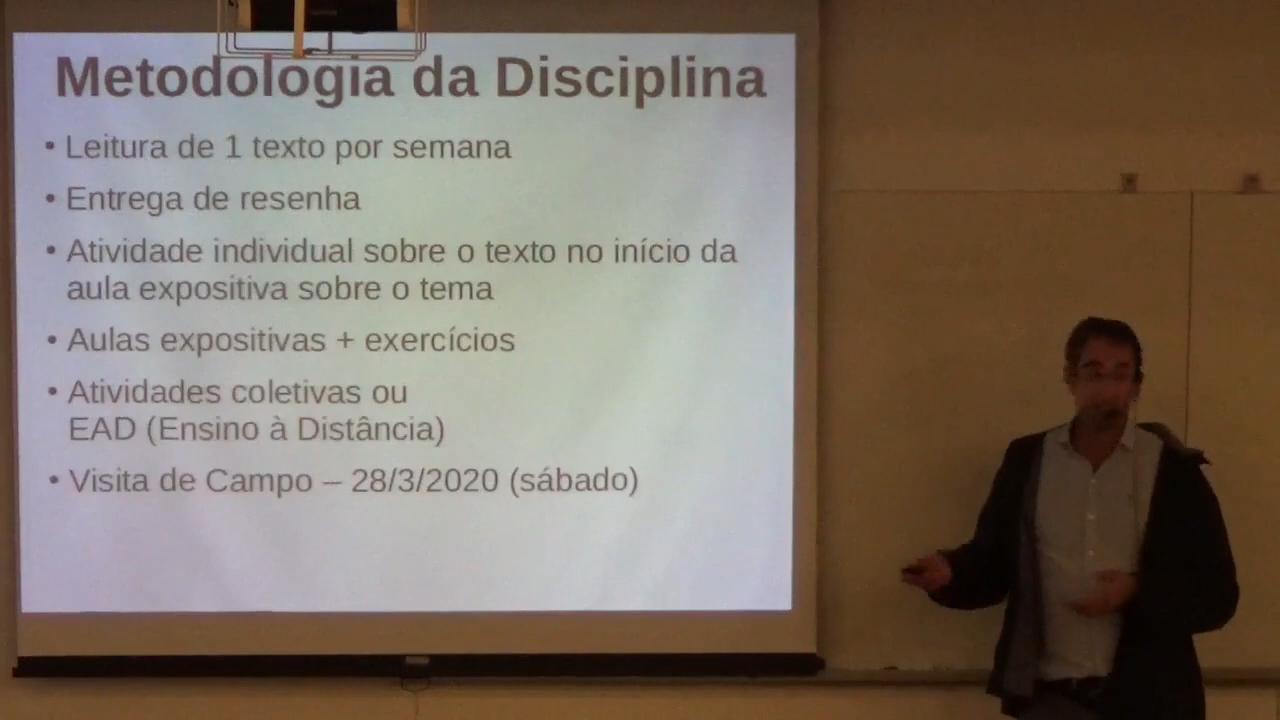 Metodologia da Disciplina
• Leitura de 1 texto por semana
• Entrega de resenha
• Atividade individual sobre o texto no início da
aula expositiva sobre o tema
• Aulas expositivas + exercícios
• Atividades coletivas ou
EAD (Ensino à Distância)
• Visita de Campo – 28/3/2020 (sábado)